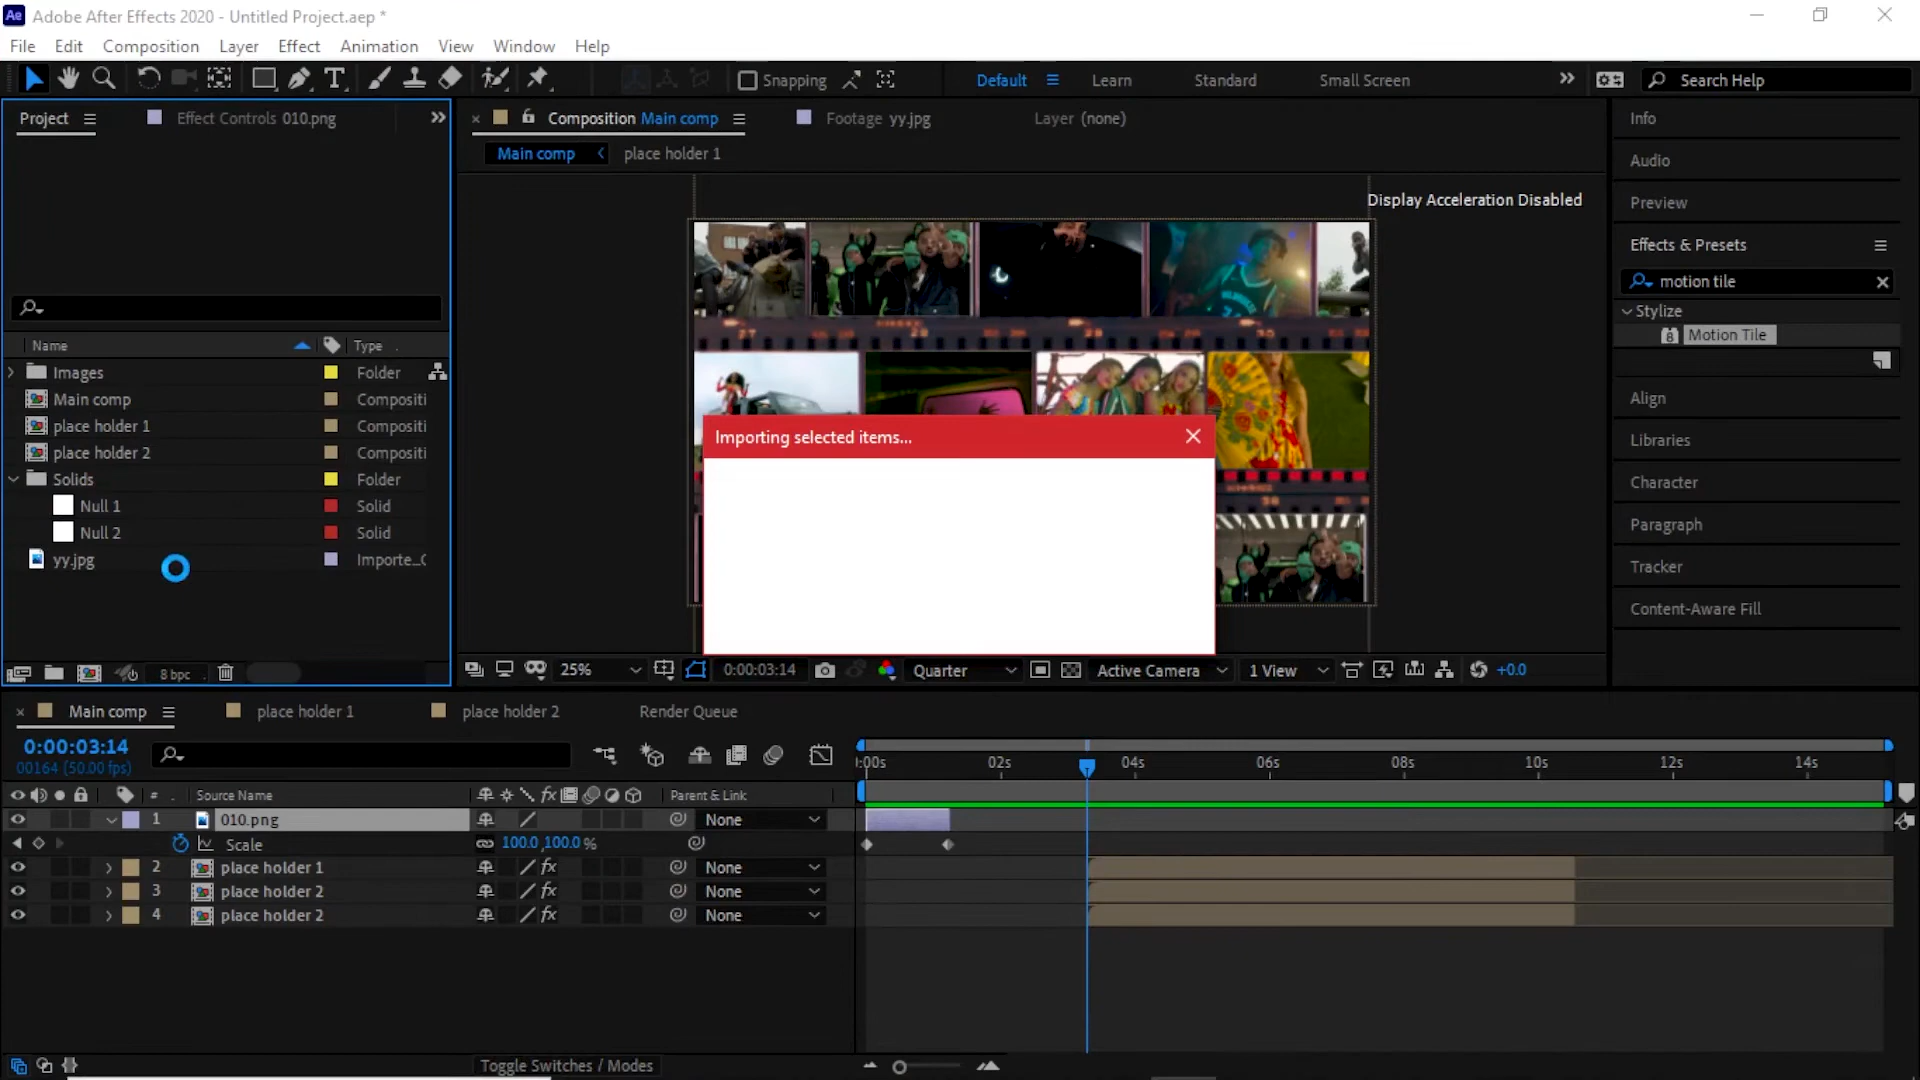 Adobe After Effects 2020 - Untitled Project.aep *
File Edit Composition Layer Effect Animation View Window Help
Snapping Default Learn Standard Small Screen Search Help
Project Effect Controls 010.png
Composition Main comp Footage yy.jpg Layer (none)
Main comp place holder 1
Display Acceleration Disabled
Name Type
Images Folder
Main comp Compositi
place holder 1 Compositi
place holder 2 Compositi
Solids Folder
Null 1 Solid
Null 2 Solid
yy.jpg Importe...
8 bpc
Importing selected items...
25% 0:00:03:14 Quarter Active Camera 1 View +0.0
Info
Audio
Preview
Effects & Presets
motion tile
Stylize
Motion Tile
Align
Libraries
Character
Paragraph
Tracker
Content-Aware Fill
Main comp place holder 1 place holder 2 Render Queue
0:00:03:14
00164 (50.00 fps)
:00s 02s 04s 06s 08s 10s 12s 14s
# Source Name Parent & Link
1 010.png None
Scale 100.0,100.0%
2 place holder 1 None
3 place holder 2 None
4 place holder 2 None
Toggle Switches / Modes